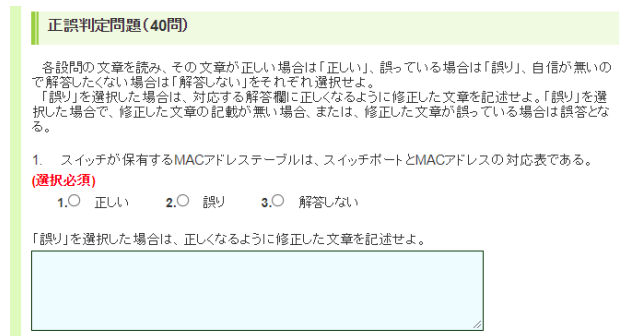 正誤判定問題(40問)
各設問の文章を読み、その文章が正しい場合は「正しい」、誤っている場合は「誤り」、自信が無いの
で解答したくない場合は「解答しない」をそれぞれ選択せよ。
「誤り」を選択した場合は、対応する解答欄に正しくなるように修正した文章を記述せよ。「誤り」を選
択した場合で、修正した文章の記載が無い場合、または、修正した文章が誤っている場合は誤答とな
る。
1. スイッチが保有するMACアドレステーブルは、スイッチポートとMACアドレスの対応表である。
(選択必須)
1. 正しい 2. 誤り 3. 解答しない
「誤り」を選択した場合は、正しくなるように修正した文章を記述せよ。